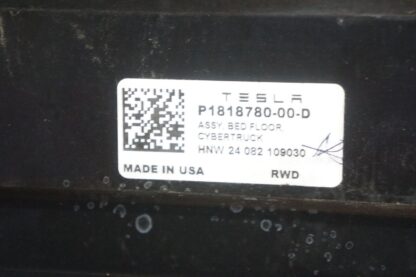 TESLA
P1818780-00-D
ASSY, BED FLOOR,
CYBERTRUCK
HNW 24 082 109030
MADE IN USA RWD